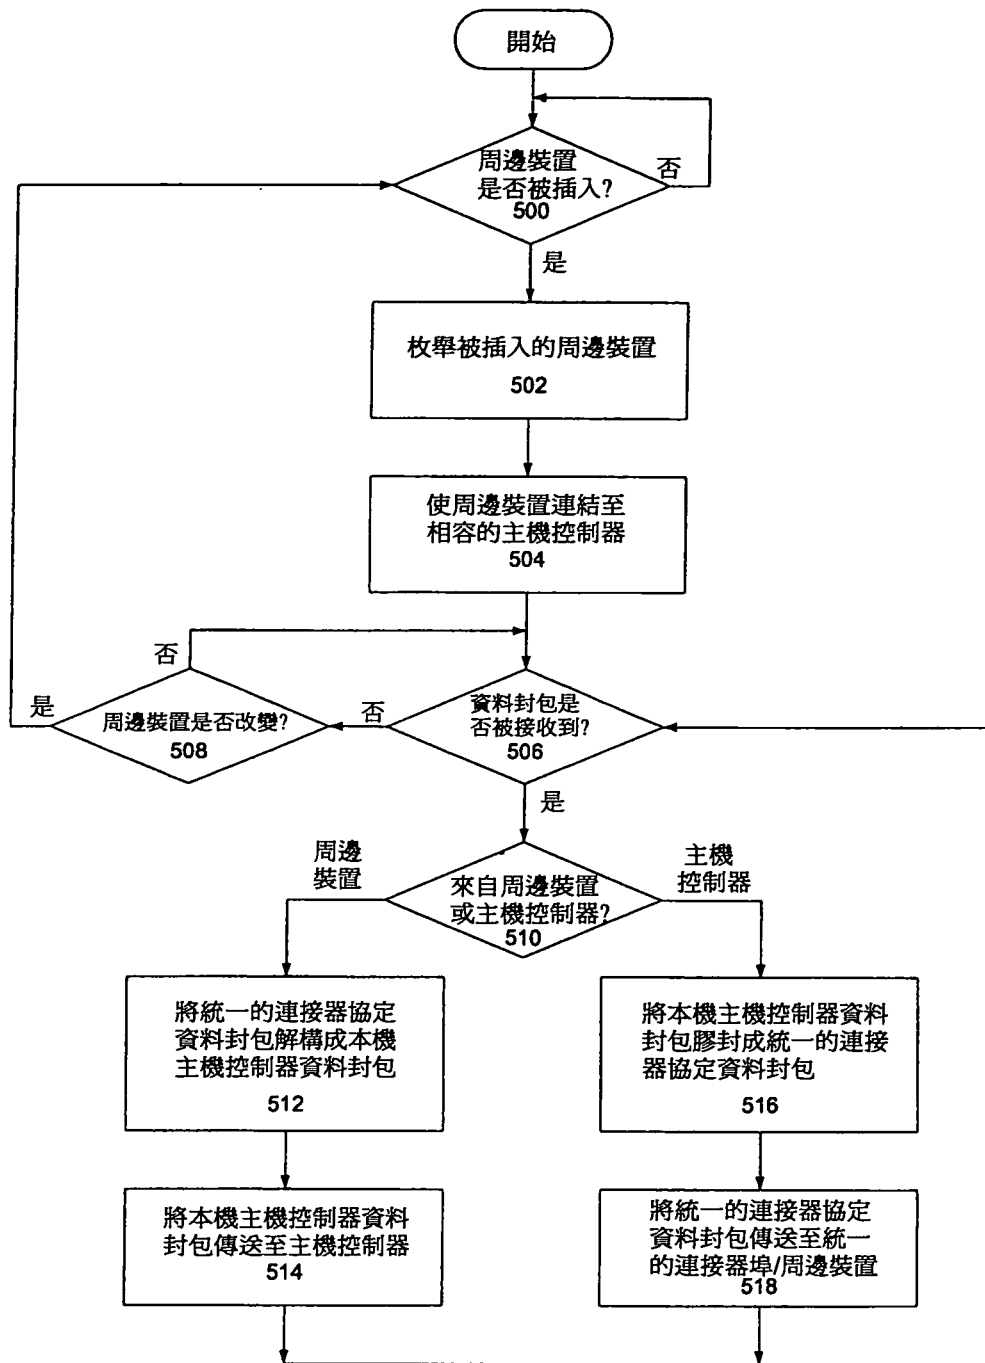 開始
周邊裝置
是否被插入?
500
否
是
枚舉被插入的周邊裝置
502
使周邊裝置連結至
相容的主機控制器
504
否
是
周邊裝置是否改變?
508
否
資料封包是
否被接收到?
506
是
周邊
裝置
主機
控制器
來自周邊裝置
或主機控制器?
510
將統一的連接器協定
資料封包解構成本機
主機控制器資料封包
512
將本機主機控制器資料
封包膠封成統一的連接
器協定資料封包
516
將本機主機控制器資料
封包傳送至主機控制器
514
將統一的連接器協定
資料封包傳送至統一
的連接器埠/周邊裝置
518